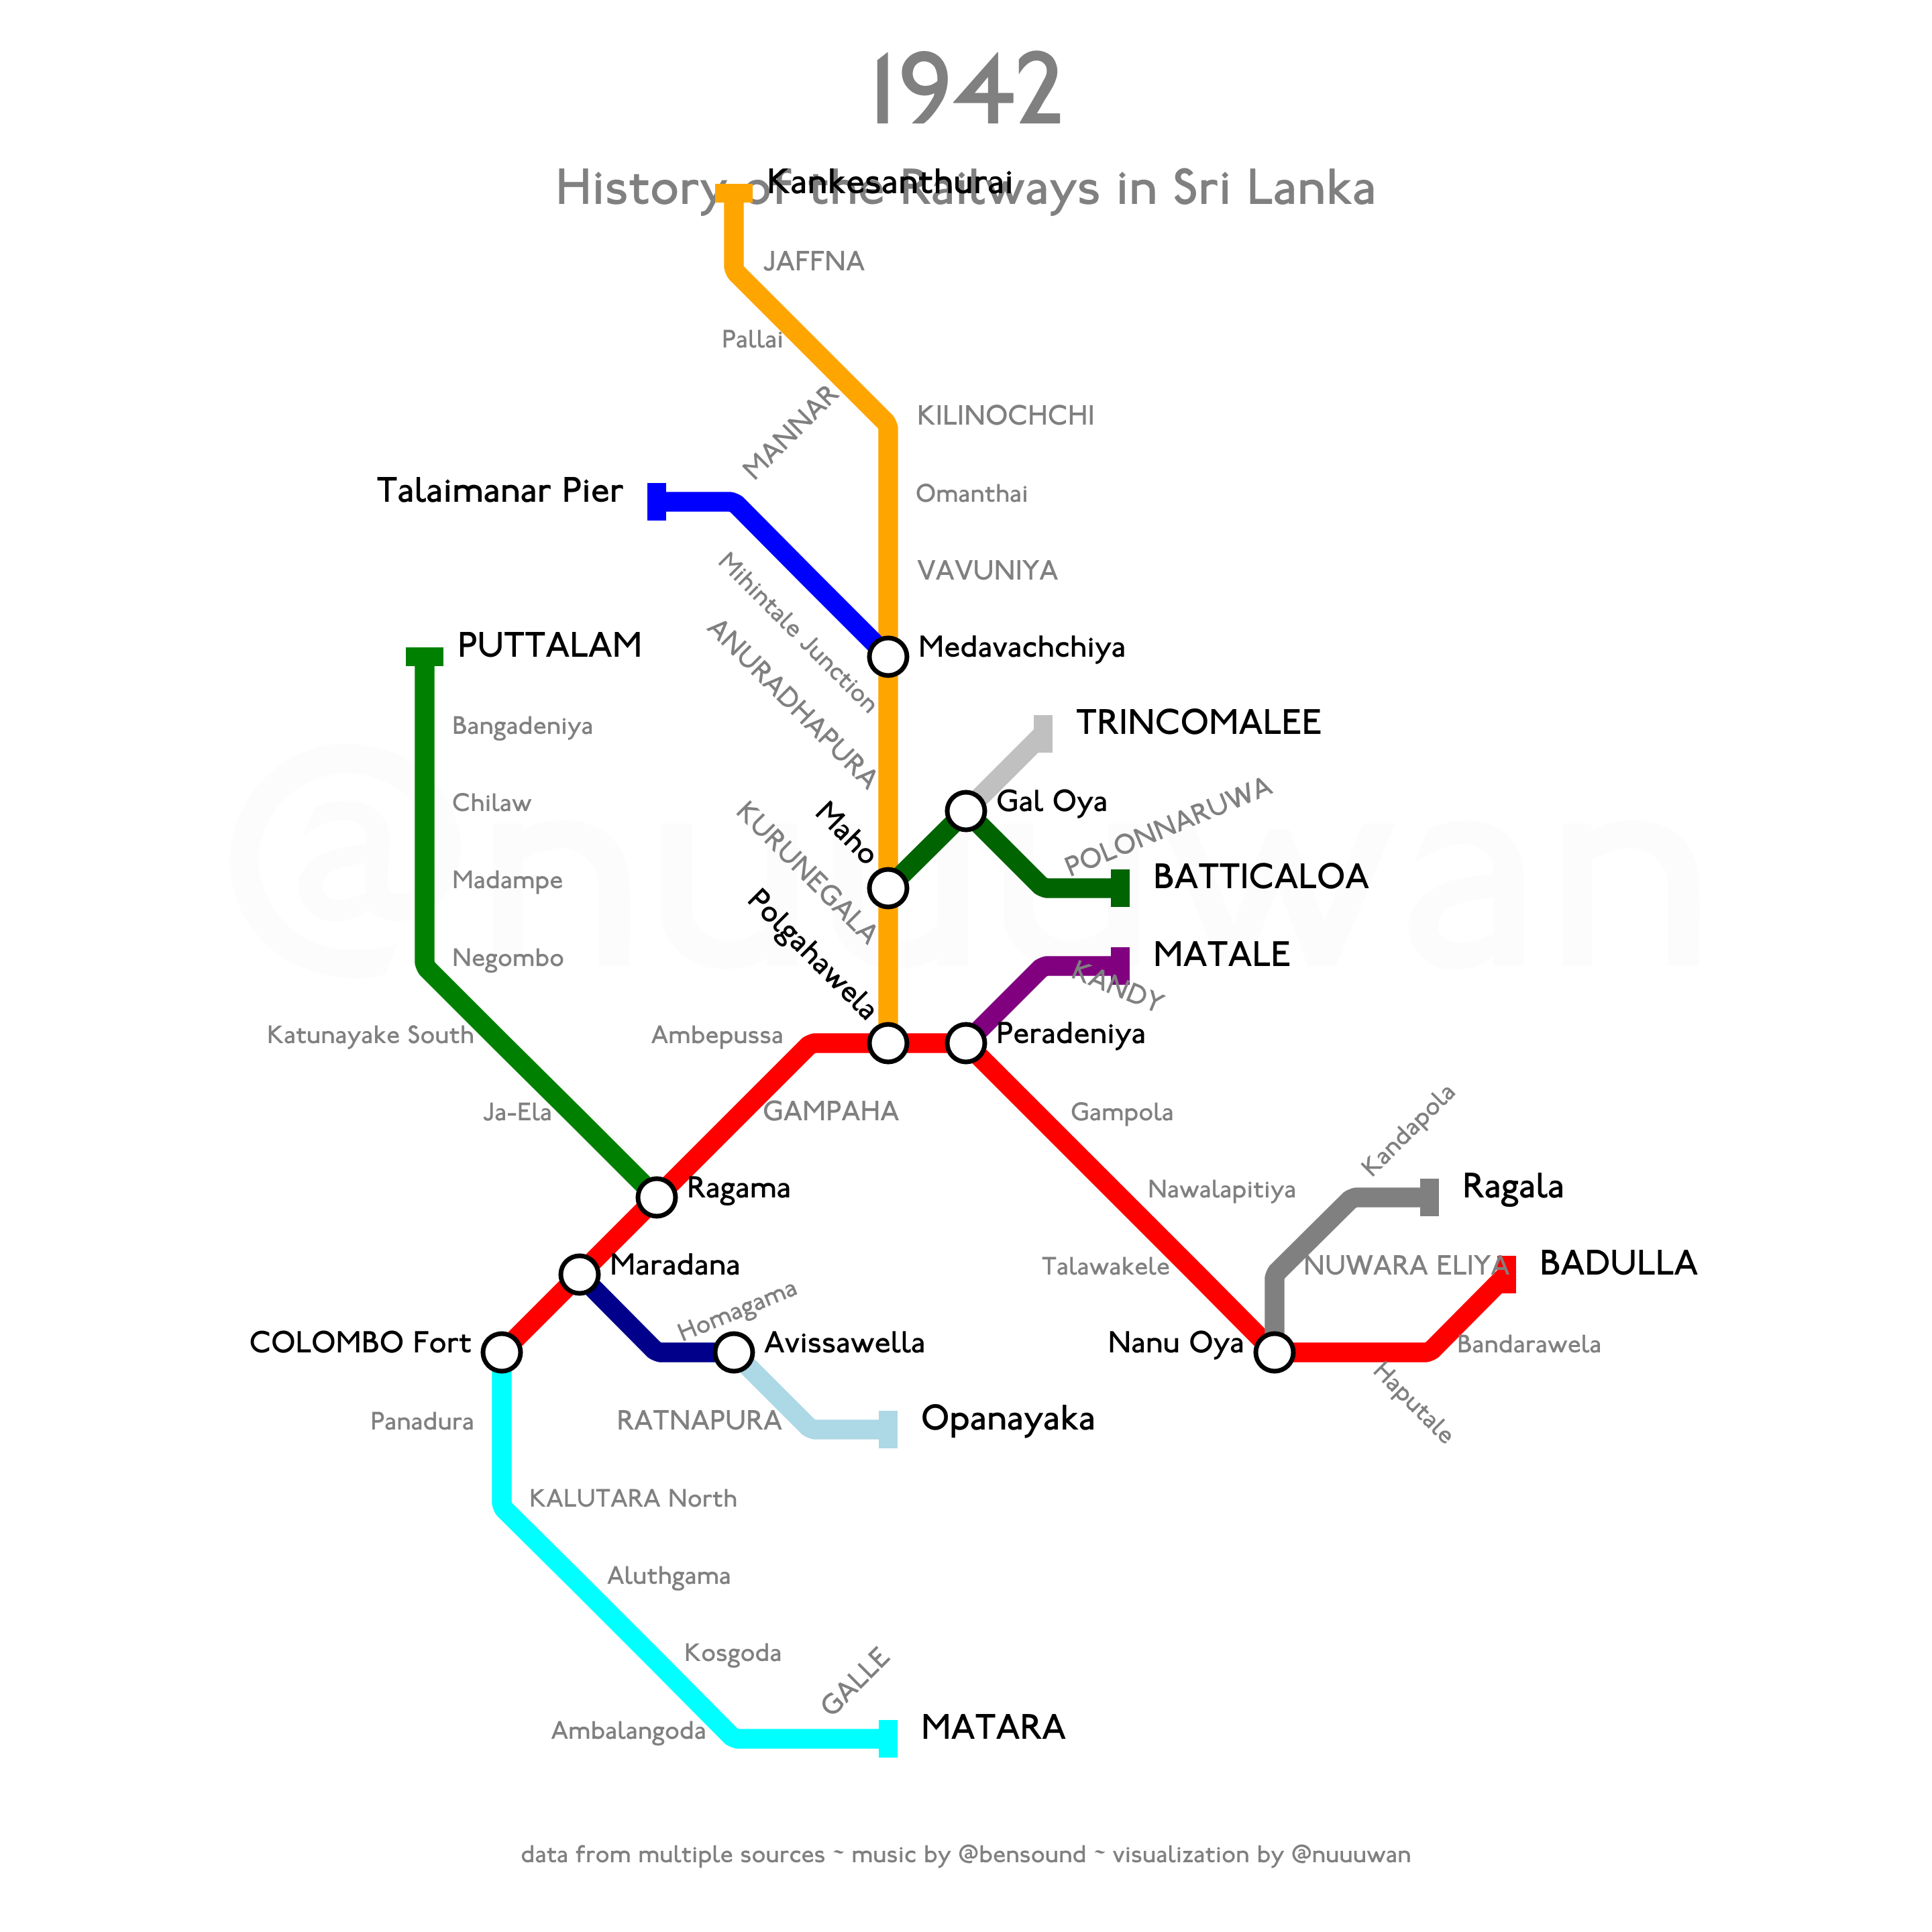 1942
History of the Railways in Sri Lanka
Kankesanthurai
JAFFNA
Pallai
MANNAR
KILINOCHCHI
Talaimanar Pier
Omanthai
Mihintale Junction
VAVUNIYA
PUTTALAM
ANURADHAPURA
Medavachchiya
Bangadeniya
TRINCOMALEE
Chilaw
Maho
KURUNEGALA
Gal Oya
POLONNARUWA
@nuuuwan
Madampe
BATTICALOA
Polgahawela
Negombo
MATALE
KANDY
Katunayake South
Ambepussa
Peradeniya
Ja-Ela
GAMPAHA
Gampola
Kandapola
Ragama
Nawalapitiya
Ragala
Maradana
Talawakele
NUWARA ELIYA
BADULLA
Homagama
COLOMBO Fort
Avissawella
Nanu Oya
Bandarawela
Haputale
Panadura
RATNAPURA
Opanayaka
KALUTARA North
Aluthgama
Kosgoda
GALLE
Ambalangoda
MATARA
data from multiple sources ~ music by @bensound ~ visualization by @nuuuwan